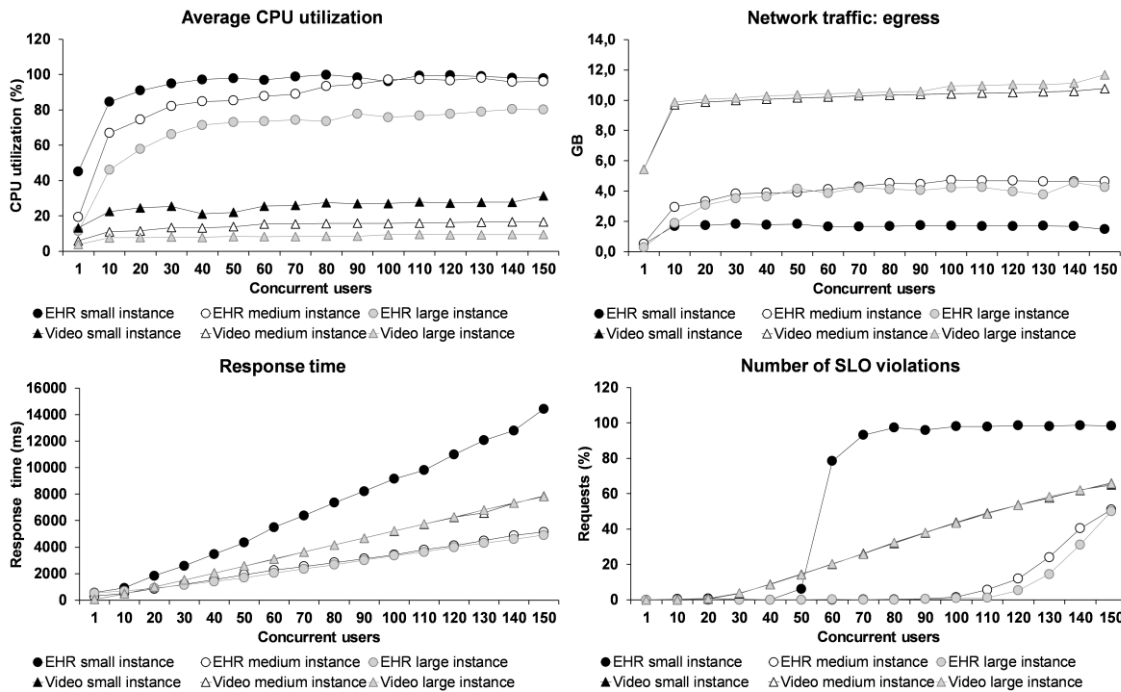 Average CPU utilization
CPU utilization (%)
120
100
80
60
40
20
0
1 10 20 30 40 50 60 70 80 90 100 110 120 130 140 150
Concurrent users
EHR small instance EHR medium instance EHR large instance
Video small instance Video medium instance Video large instance
Network traffic: egress
GB
14,0
12,0
10,0
8,0
6,0
4,0
2,0
0,0
1 10 20 30 40 50 60 70 80 90 100 110 120 130 140 150
Concurrent users
EHR small instance EHR medium instance EHR large instance
Video small instance Video medium instance Video large instance
Response time
Response time (ms)
16000
14000
12000
10000
8000
6000
4000
2000
0
1 10 20 30 40 50 60 70 80 90 100 110 120 130 140 150
Concurrent users
EHR small instance EHR medium instance EHR large instance
Video small instance Video medium instance Video large instance
Number of SLO violations
Requests (%)
120
100
80
60
40
20
0
1 10 20 30 40 50 60 70 80 90 100 110 120 130 140 150
Concurrent users
EHR small instance EHR medium instance EHR large instance
Video small instance Video medium instance Video large instance